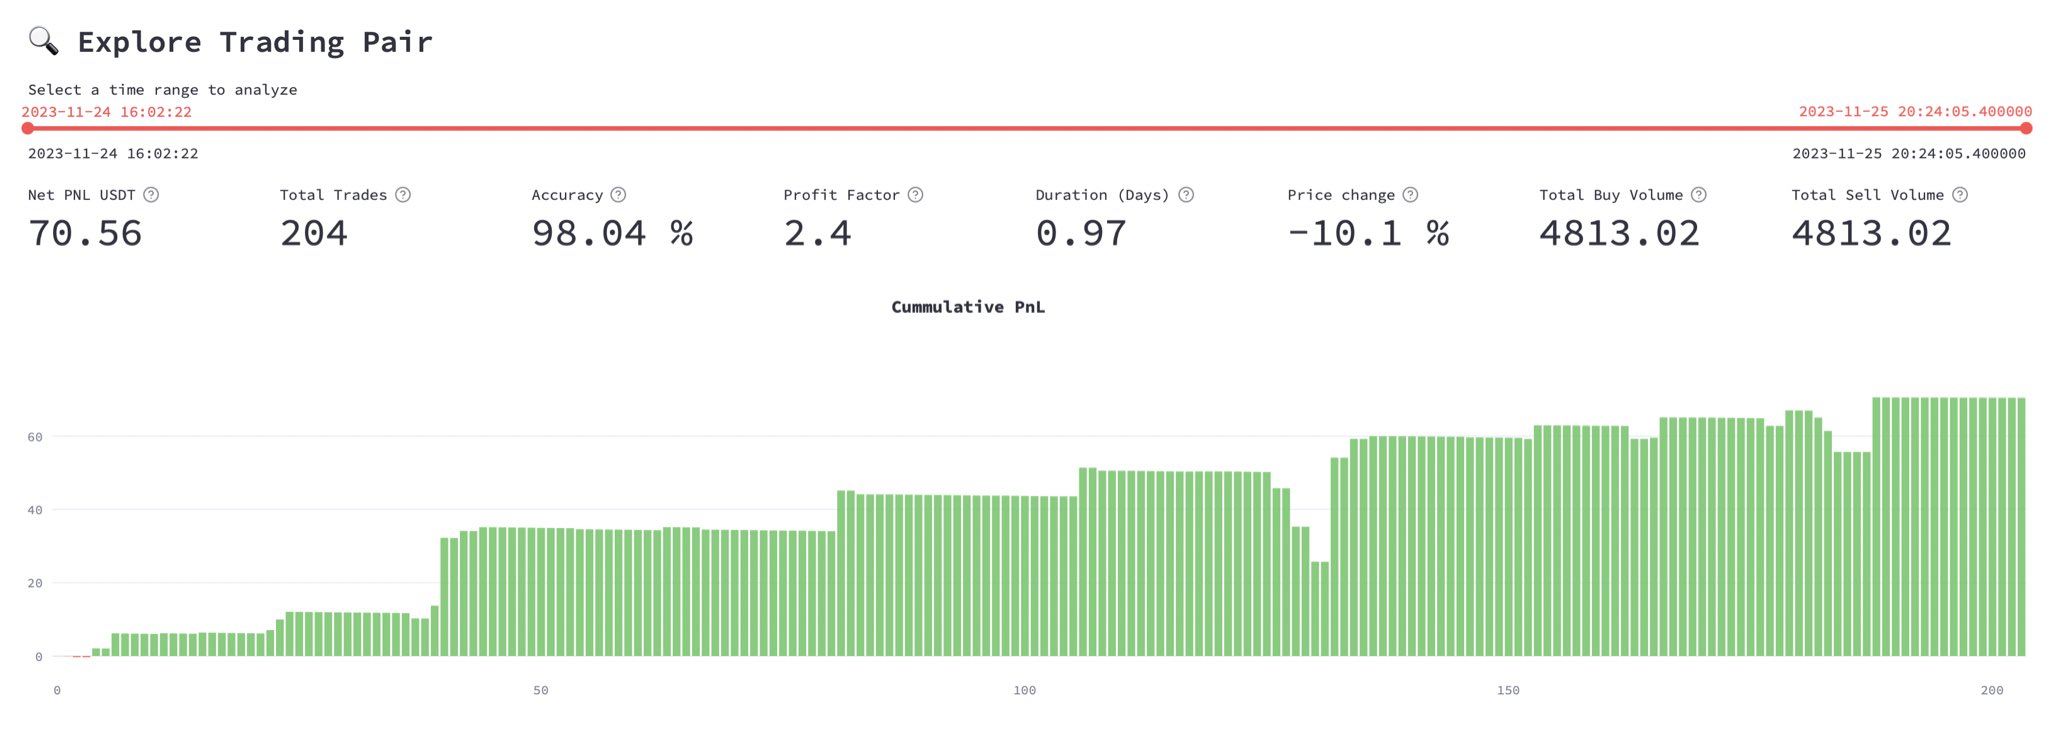 🔍 Explore Trading Pair
Select a time range to analyze
2023-11-24 16:02:22 2023-11-25 20:24:05.400000
2023-11-24 16:02:22 2023-11-25 20:24:05.400000
Net PNL USDT Total Trades Accuracy Profit Factor Duration (Days) Price change Total Buy Volume Total Sell Volume
70.56 204 98.04 % 2.4 0.97 −10.1 % 4813.02 4813.02
Cummulative PnL
60
40
20
0
0 50 100 150 200